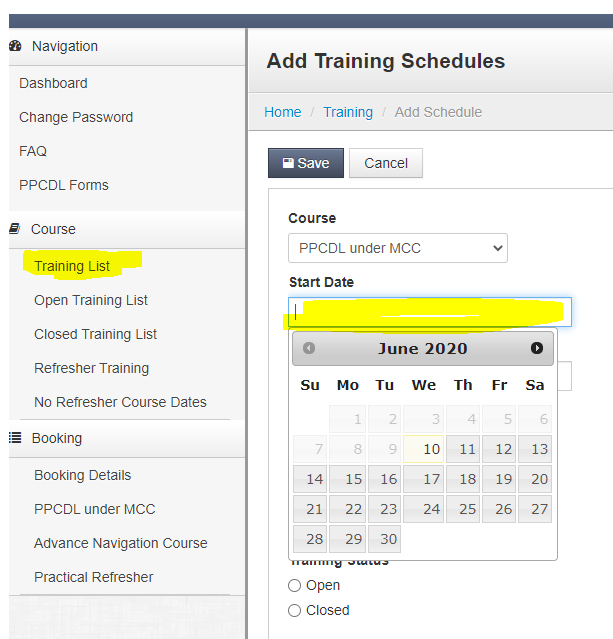 Navigation
Dashboard
Change Password
FAQ
PPCDL Forms
Course
Training List
Open Training List
Closed Training List
Refresher Training
No Refresher Course Dates
Booking
Booking Details
PPCDL under MCC
Advance Navigation Course
Practical Refresher
Add Training Schedules
Home / Training / Add Schedule
Save Cancel
Course
PPCDL under MCC
Start Date
June 2020
Su Mo Tu We Th Fr Sa
1 2 3 4 5 6
7 8 9 10 11 12 13
14 15 16 17 18 19 20
21 22 23 24 25 26 27
28 29 30
Training Status
Open
Closed